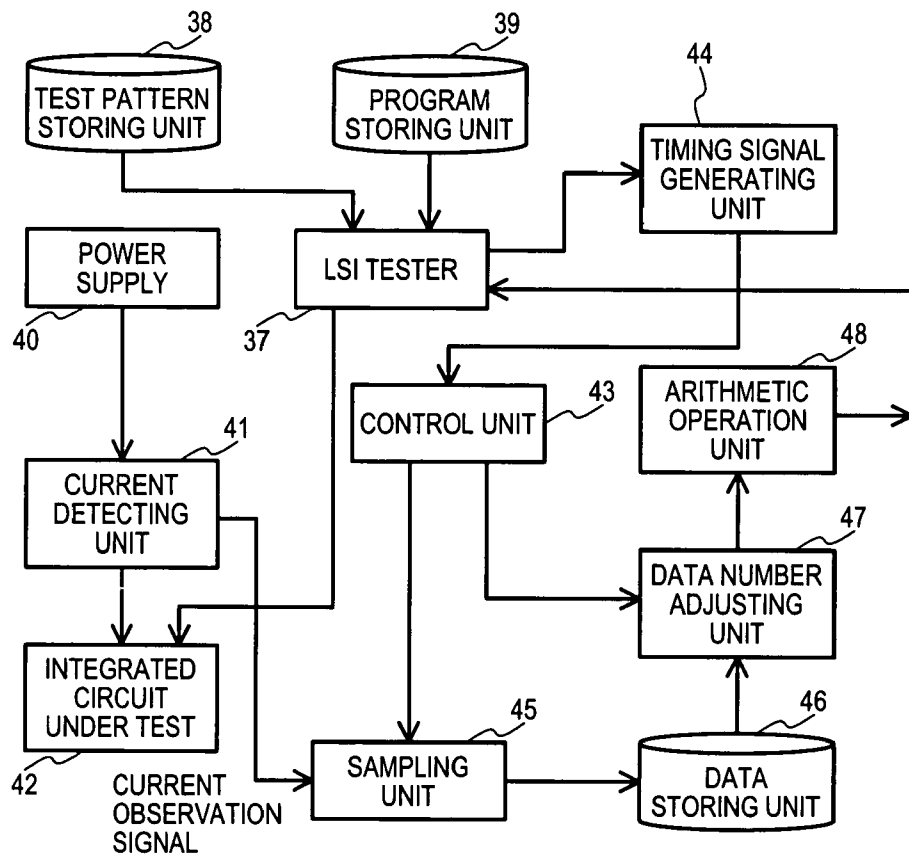 38
TEST PATTERN
STORING UNIT
39
PROGRAM
STORING UNIT
44
TIMING SIGNAL
GENERATING
UNIT
POWER
SUPPLY
40
LSI TESTER
37
CONTROL UNIT
43
48
ARITHMETIC
OPERATION
UNIT
41
CURRENT
DETECTING
UNIT
47
DATA NUMBER
ADJUSTING
UNIT
INTEGRATED
CIRCUIT
UNDER TEST
42
CURRENT
OBSERVATION
SIGNAL
45
SAMPLING
UNIT
46
DATA
STORING UNIT